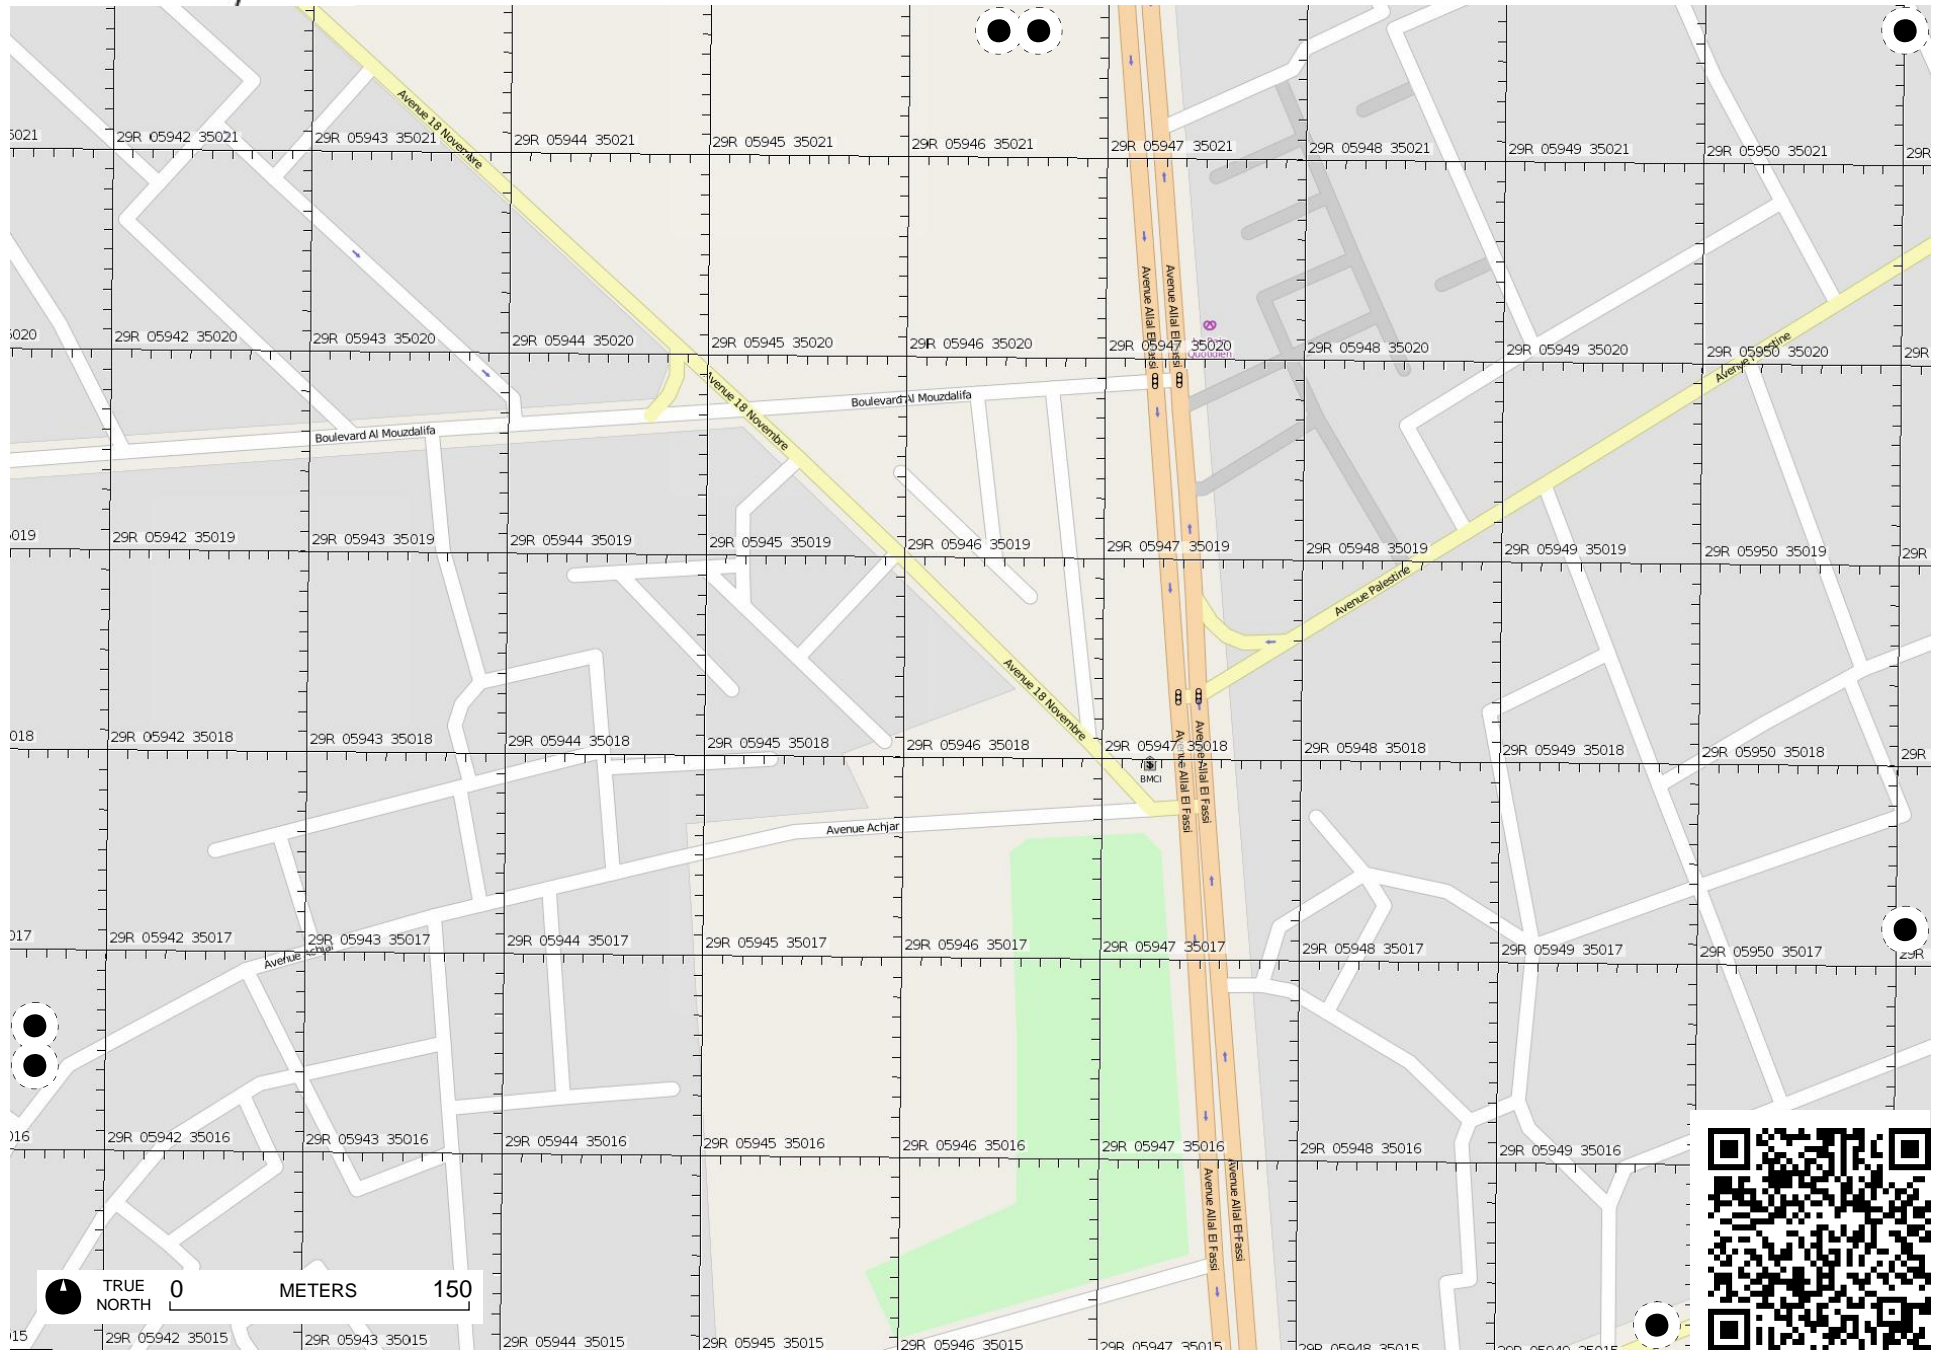 5021
29R 05942 35021
29R 05943 35021
29R 05944 35021
29R 05945 35021
29R 05946 35021
29R 05947 35021
29R 05948 35021
29R 05949 35021
29R 05950 35021
29R
Avenue 18 Novembre
5020
29R 05942 35020
29R 05943 35020
29R 05944 35020
29R 05945 35020
29R 05946 35020
29R 05947 35020
29R 05948 35020
29R 05949 35020
29R 05950 35020
29R
Avenue Allal El Fassi
Avenue Allal El Fassi
Quotidien
Avenue Palestine
Boulevard Al Mouzdalifa
Avenue 18 Novembre
Boulevard Al Mouzdalifa
5019
29R 05942 35019
29R 05943 35019
29R 05944 35019
29R 05945 35019
29R 05946 35019
29R 05947 35019
29R 05948 35019
29R 05949 35019
29R 05950 35019
29R
Avenue Palestine
Avenue 18 Novembre
018
29R 05942 35018
29R 05943 35018
29R 05944 35018
29R 05945 35018
29R 05946 35018
29R 05947 35018
29R 05948 35018
29R 05949 35018
29R 05950 35018
29R
BMCI
Avenue Allal El Fassi
Avenue Allal El Fassi
Avenue Achjar
017
29R 05942 35017
29R 05943 35017
29R 05944 35017
29R 05945 35017
29R 05946 35017
29R 05947 35017
29R 05948 35017
29R 05949 35017
29R 05950 35017
29R
Avenue Achjar
016
29R 05942 35016
29R 05943 35016
29R 05944 35016
29R 05945 35016
29R 05946 35016
29R 05947 35016
29R 05948 35016
29R 05949 35016
Avenue Allal El Fassi
Avenue Allal El Fassi
TRUE NORTH
0 METERS 150
015
29R 05942 35015
29R 05943 35015
29R 05944 35015
29R 05945 35015
29R 05946 35015
29R 05947 35015
29R 05948 35015
29R 05949 35015